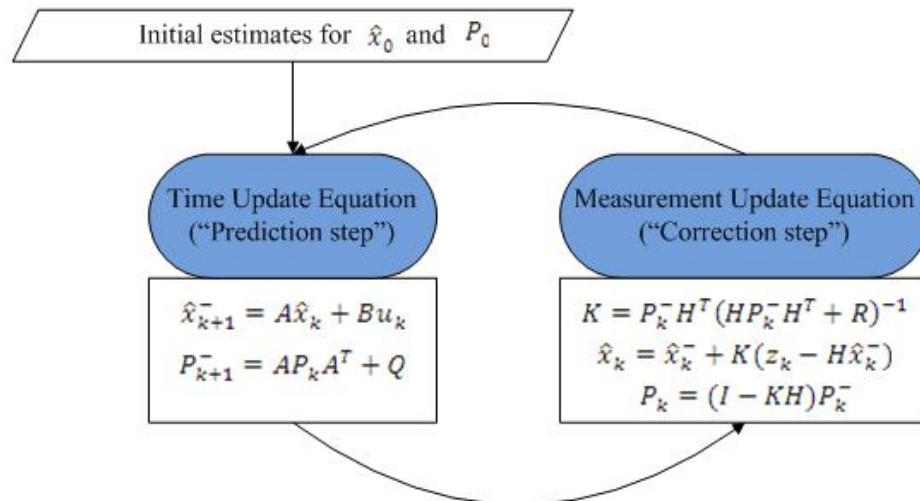 Initial estimates for x̂₀ and P₀
Time Update Equation
(“Prediction step”)
x̂⁻ₖ₊₁ = Ax̂ₖ + Buₖ
P⁻ₖ₊₁ = APₖAᵀ + Q
Measurement Update Equation
(“Correction step”)
K = P⁻ₖHᵀ(HP⁻ₖHᵀ + R)⁻¹
x̂ₖ = x̂⁻ₖ + K(zₖ − Hx̂⁻ₖ)
Pₖ = (I − KH)P⁻ₖ